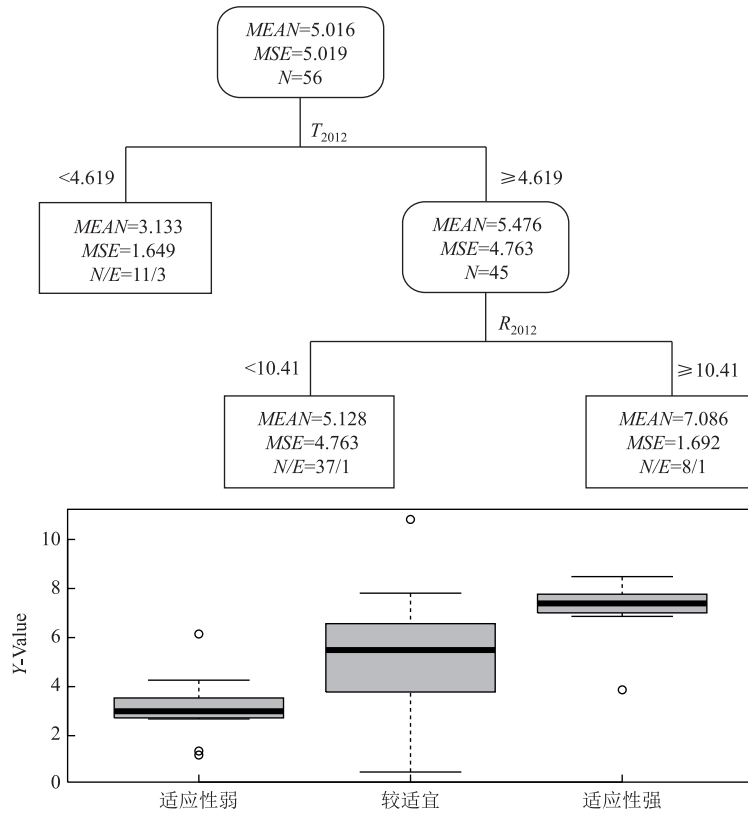 MEAN=5.016
MSE=5.019
N=56
T2012
<4.619
≥4.619
MEAN=3.133
MSE=1.649
N/E=11/3
MEAN=5.476
MSE=4.763
N=45
R2012
<10.41
≥10.41
MEAN=5.128
MSE=4.763
N/E=37/1
MEAN=7.086
MSE=1.692
N/E=8/1
10
8
6
4
2
0
Y-Value
适应性弱
较适宜
适应性强